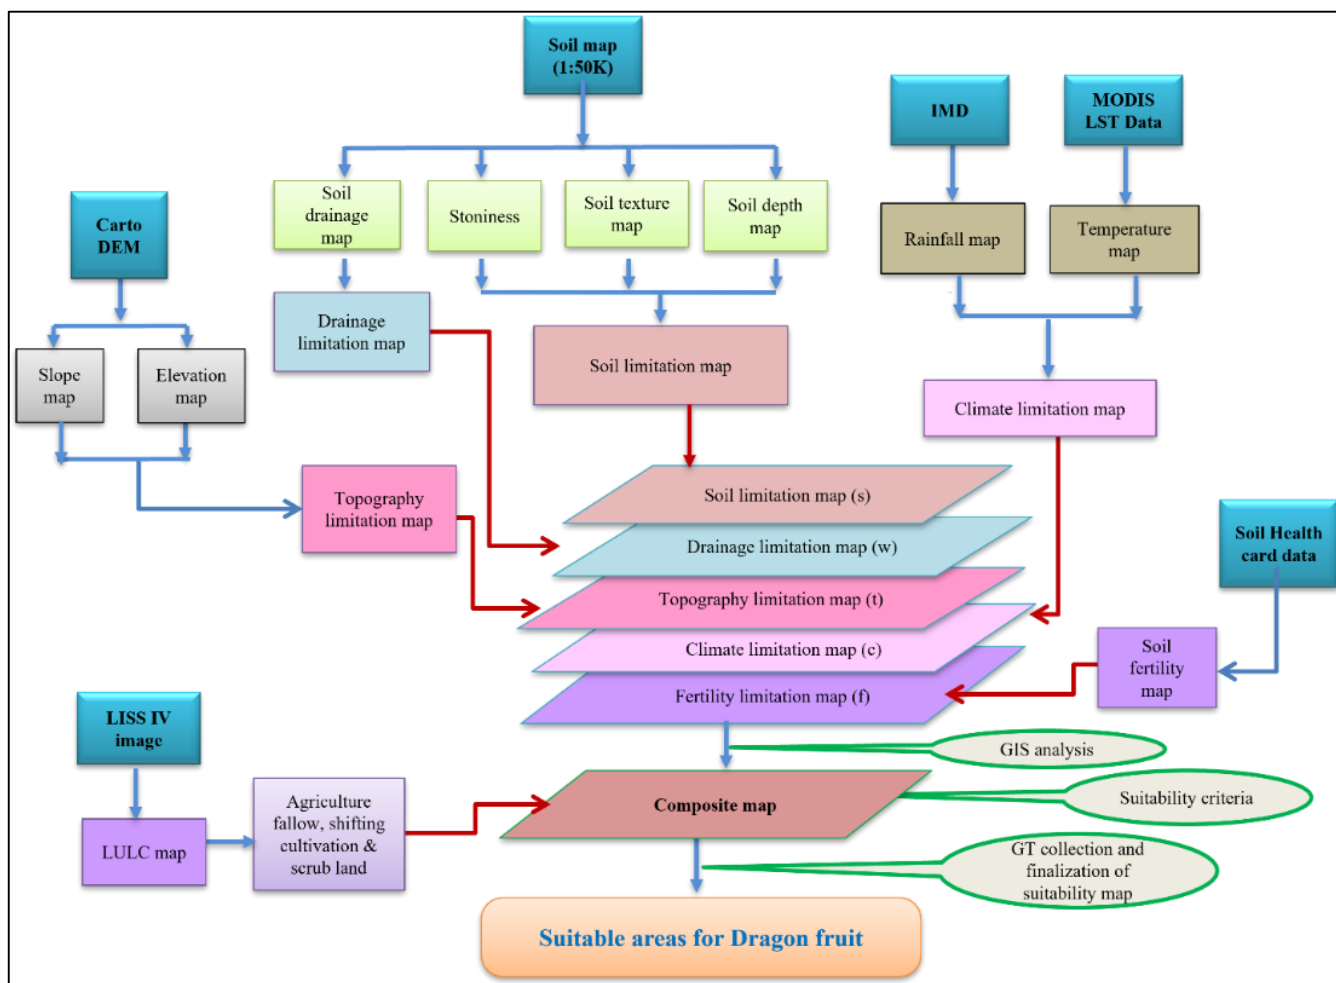 Soil map
(1:50K)
IMD
MODIS
LST Data
Carto
DEM
Soil
drainage
map
Stoniness
Soil texture
map
Soil depth
map
Rainfall map
Temperature
map
Drainage
limitation map
Soil limitation map
Slope
map
Elevation
map
Climate limitation map
Topography
limitation map
Soil limitation map (s)
Drainage limitation map (w)
Topography limitation map (t)
Climate limitation map (c)
Fertility limitation map (f)
Soil Health
card data
Soil
fertility
map
LISS IV
image
GIS analysis
LULC map
Agriculture
fallow, shifting
cultivation &
scrub land
Composite map
Suitability criteria
GT collection and
finalization of
suitability map
Suitable areas for Dragon fruit